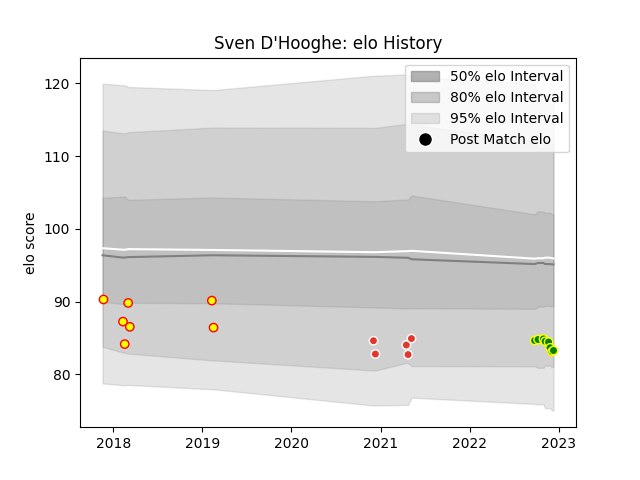 Sven D'Hooghe: elo History
50% elo Interval
80% elo Interval
95% elo Interval
Post Match elo
elo score
120
110
100
90
80
2018 2019 2020 2021 2022 2023